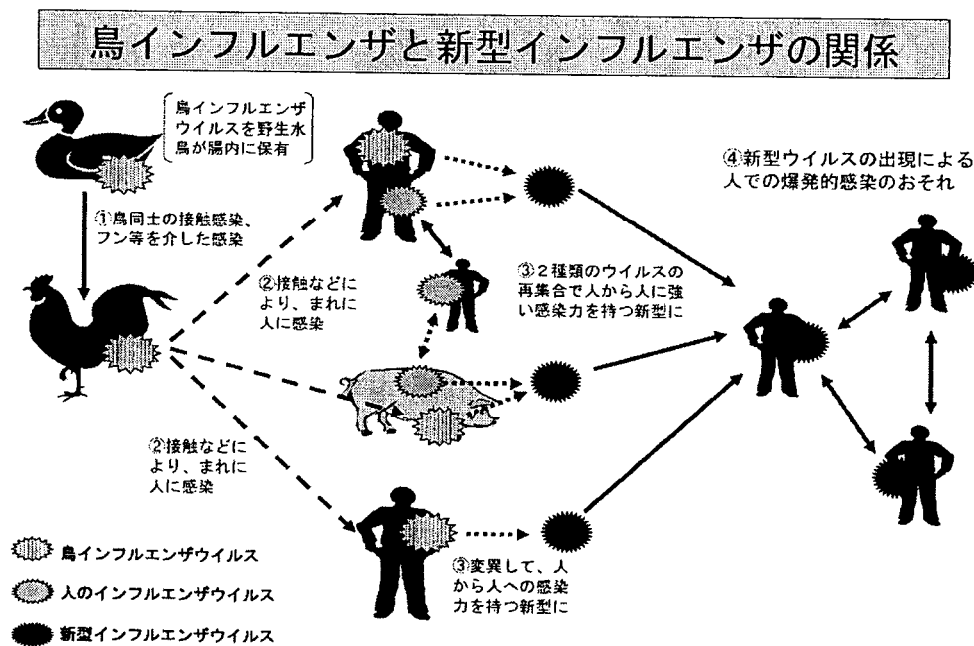 鳥インフルエンザと新型インフルエンザの関係
鳥インフルエンザ
ウイルスを野生水
鳥が腸内に保有
①鳥同士の接触感染、
フン等を介した感染
②接触などに
より、まれに
人に感染
③2種類のウイルスの
再集合で人から人に強
い感染力を持つ新型に
④新型ウイルスの出現による
人での爆発的感染のおそれ
②接触などに
より、まれに
人に感染
③変異して、人
から人への感染
力を持つ新型に
鳥インフルエンザウイルス
人のインフルエンザウイルス
新型インフルエンザウイルス